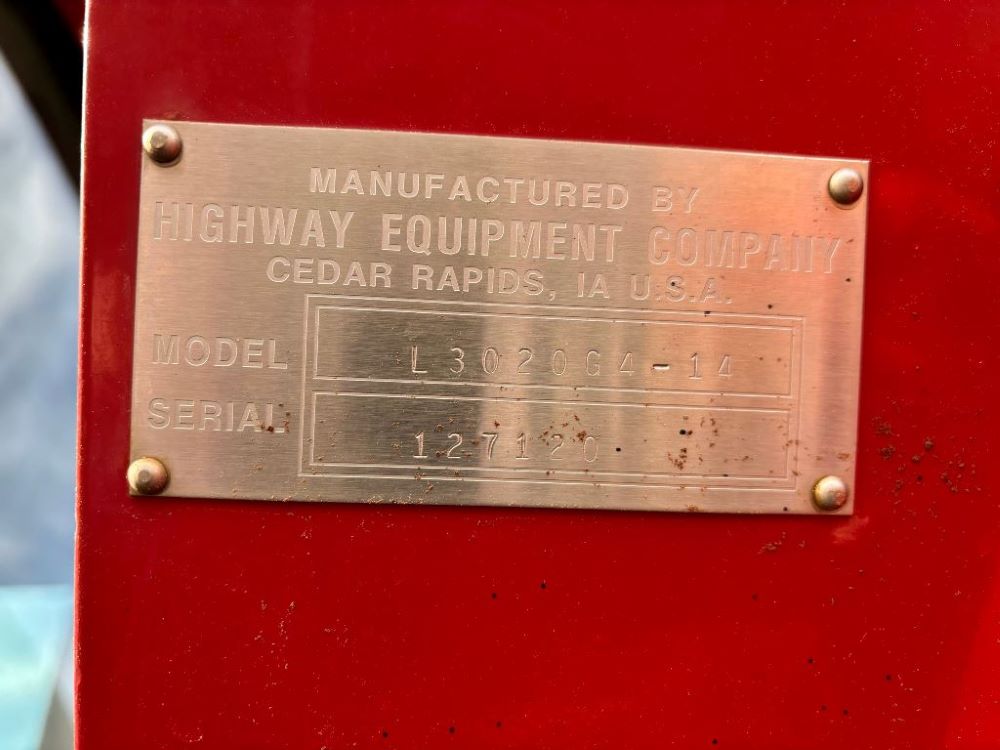 MANUFACTURED BY
HIGHWAY EQUIPMENT COMPANY
CEDAR RAPIDS, IA U.S.A.
MODEL L3020G4-14
SERIAL 127120